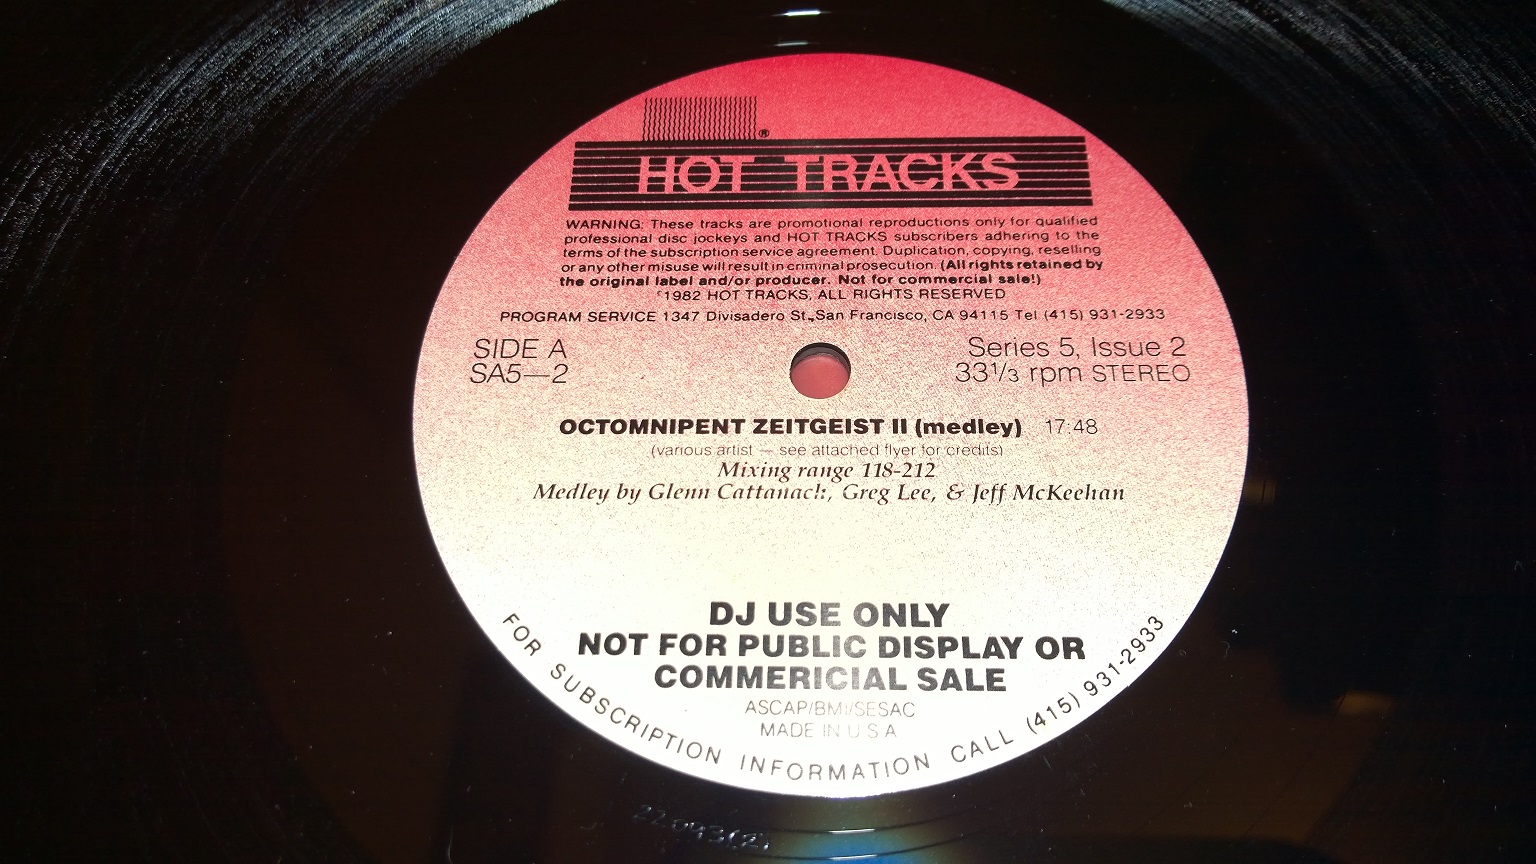 ®
HOT TRACKS
WARNING: These tracks are promotional reproductions only for qualified
professional disc jockeys and HOT TRACKS subscribers adhering to the
terms of the subscription service agreement. Duplication, copying, reselling
or any other misuse will result in criminal prosecution. (All rights retained by
the original label and/or producer. Not for commercial sale!)
©1982 HOT TRACKS, ALL RIGHTS RESERVED
PROGRAM SERVICE 1347 Divisadero St., San Francisco, CA 94115 Tel (415) 931-2933
SIDE A
SA5—2
Series 5, Issue 2
33 1/3 rpm STEREO
OCTOMNIPENT ZEITGEIST II (medley) 17:48
(various artist — see attached flyer for credits)
Mixing range 118-212
Medley by Glenn Cattanach, Greg Lee, & Jeff McKeehan
DJ USE ONLY
NOT FOR PUBLIC DISPLAY OR
COMMERICIAL SALE
ASCAP/BMI/SESAC
MADE IN U S A
FOR SUBSCRIPTION INFORMATION CALL (415) 931-2933